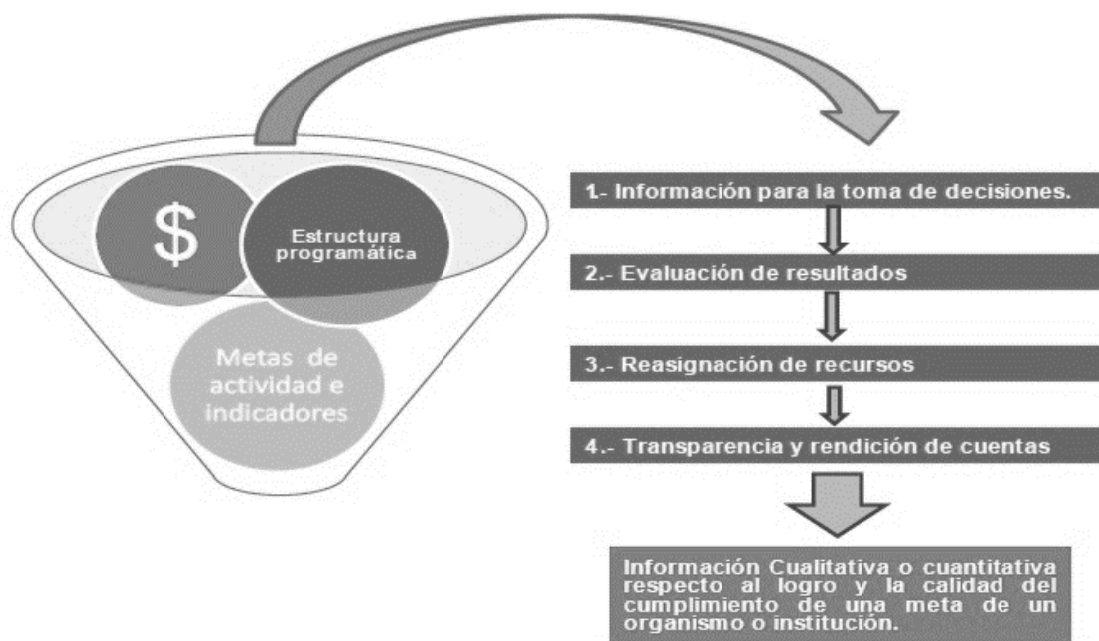 $
Estructura
programática
Metas de
actividad e
indicadores
1.- Información para la toma de decisiones.
2.- Evaluación de resultados
3.- Reasignación de recursos
4.- Transparencia y rendición de cuentas
Información Cualitativa o cuantitativa
respecto al logro y la calidad del
cumplimiento de una meta de un
organismo o institución.